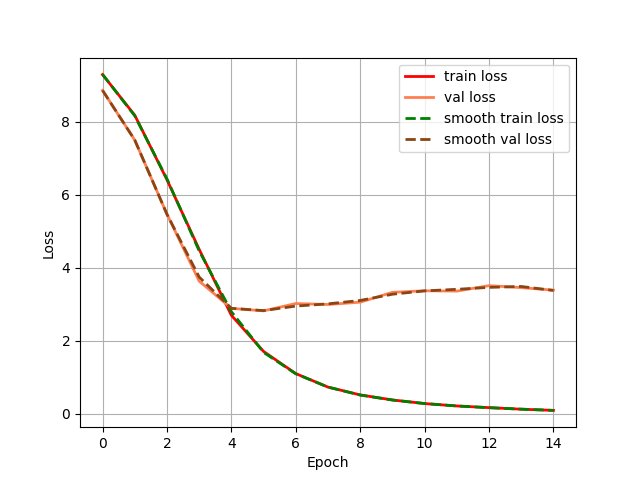 train loss
val loss
smooth train loss
smooth val loss
8
6
4
2
0
Loss
0 2 4 6 8 10 12 14
Epoch